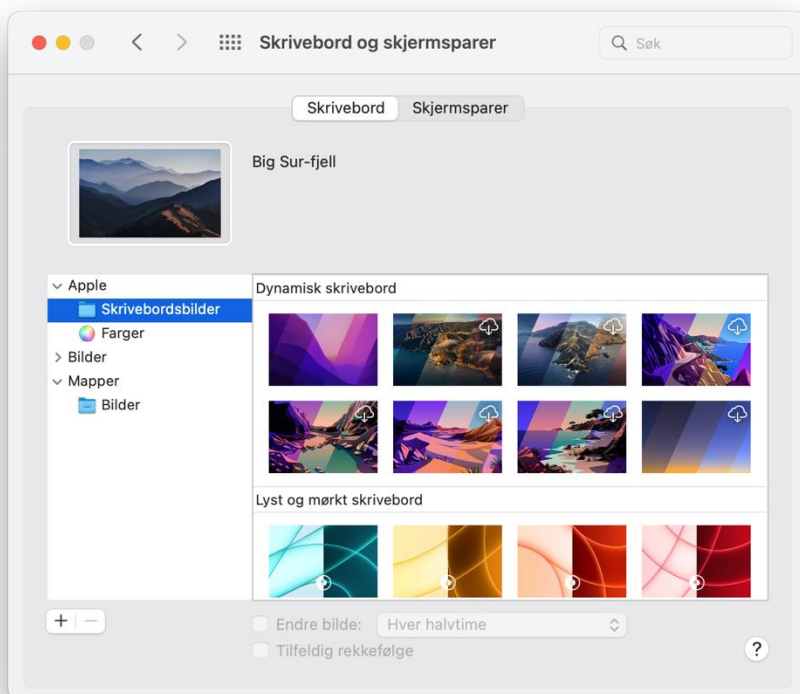 Skrivebord og skjermsparer
Søk
Skrivebord Skjermsparer
Big Sur-fjell
Apple
Skrivebordsbilder
Farger
Bilder
Mapper
Bilder
Dynamisk skrivebord
Lyst og mørkt skrivebord
+ −
Endre bilde: Hver halvtime
Tilfeldig rekkefølge
?